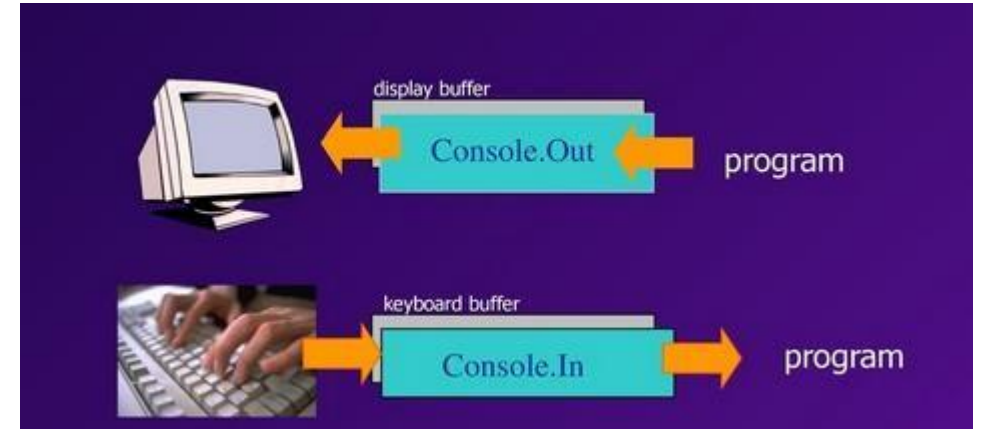 display buffer
Console.Out
program
keyboard buffer
Console.In
program